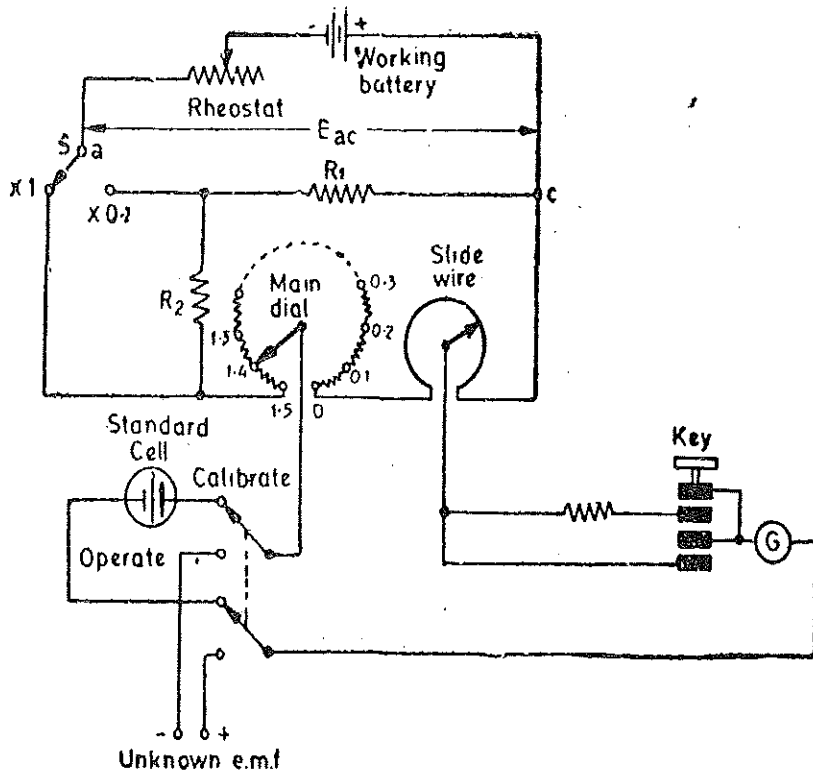 - +
Working
battery
Rheostat
E ac
S a
X1
X 0.1
R1
c
R2
Main
dial
Slide
wire
0.3
0.2
0.1
0
1.3
1.4
1.5
Standard
Cell
Calibrate
Operate
Key
G
- +
Unknown e.m.f